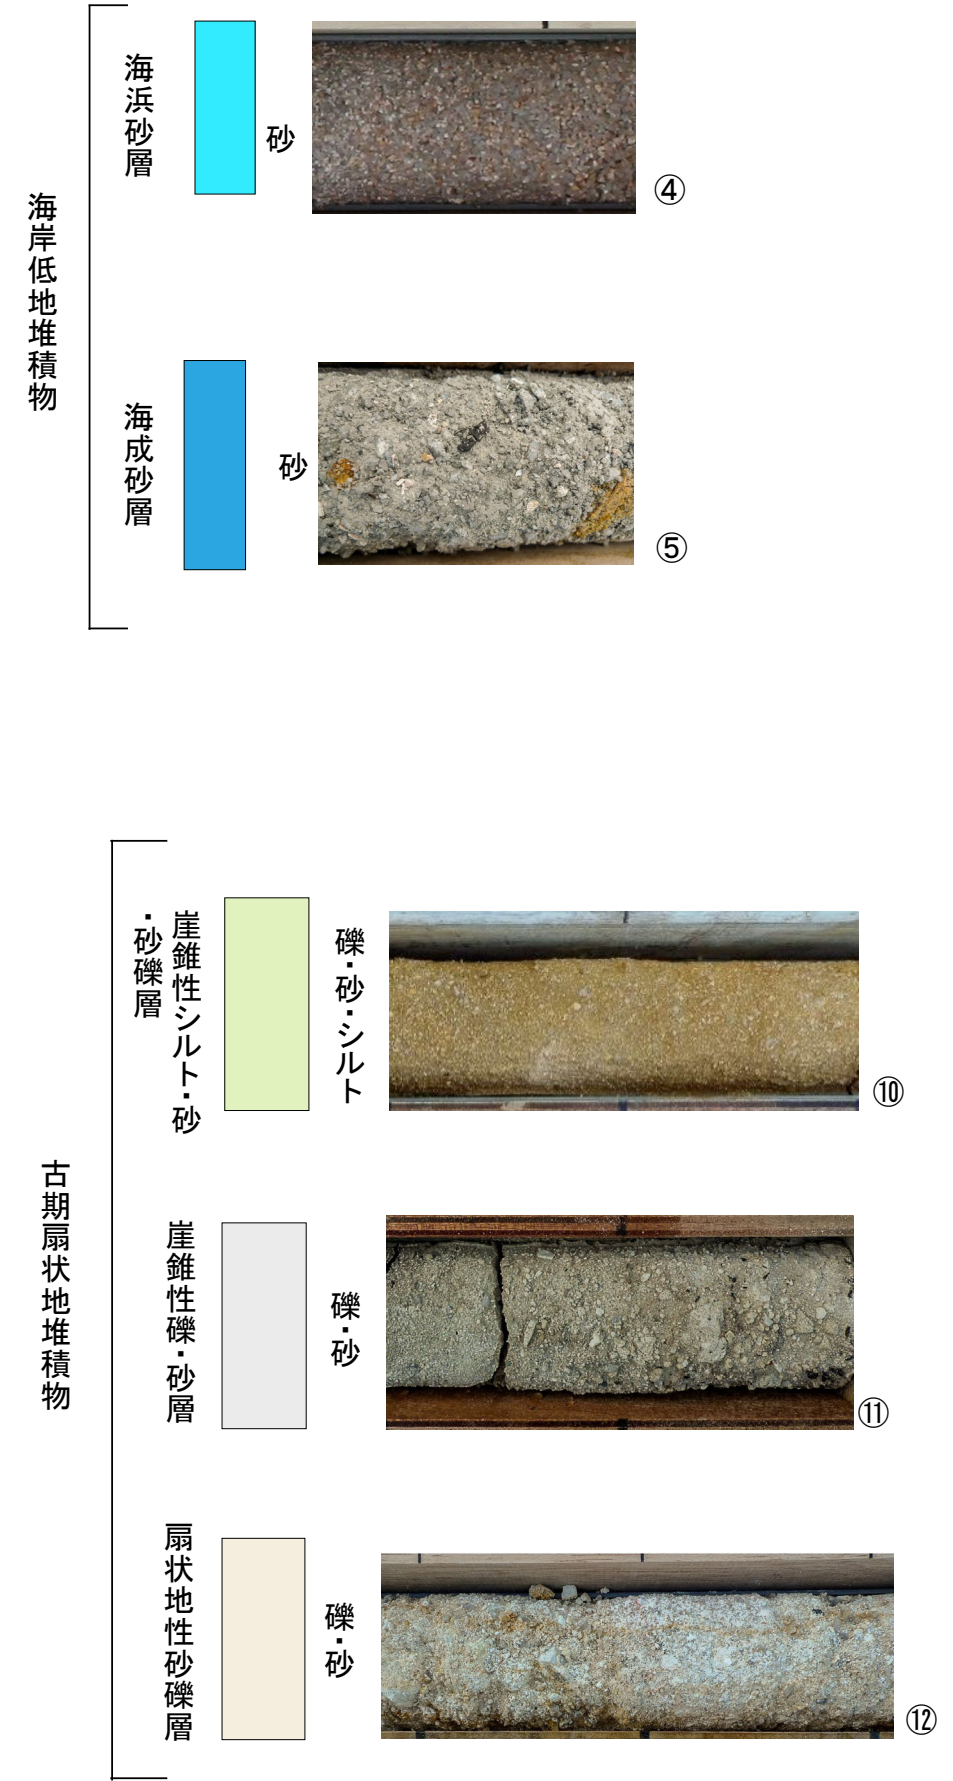 海岸低地堆積物
海浜砂層
砂
④
海成砂層
砂
⑤
古期扇状地堆積物
崖錐性シルト・砂
・砂礫層
礫・砂・シルト
⑩
崖錐性礫・砂層
礫・砂
⑪
扇状地性砂礫層
礫・砂
⑫